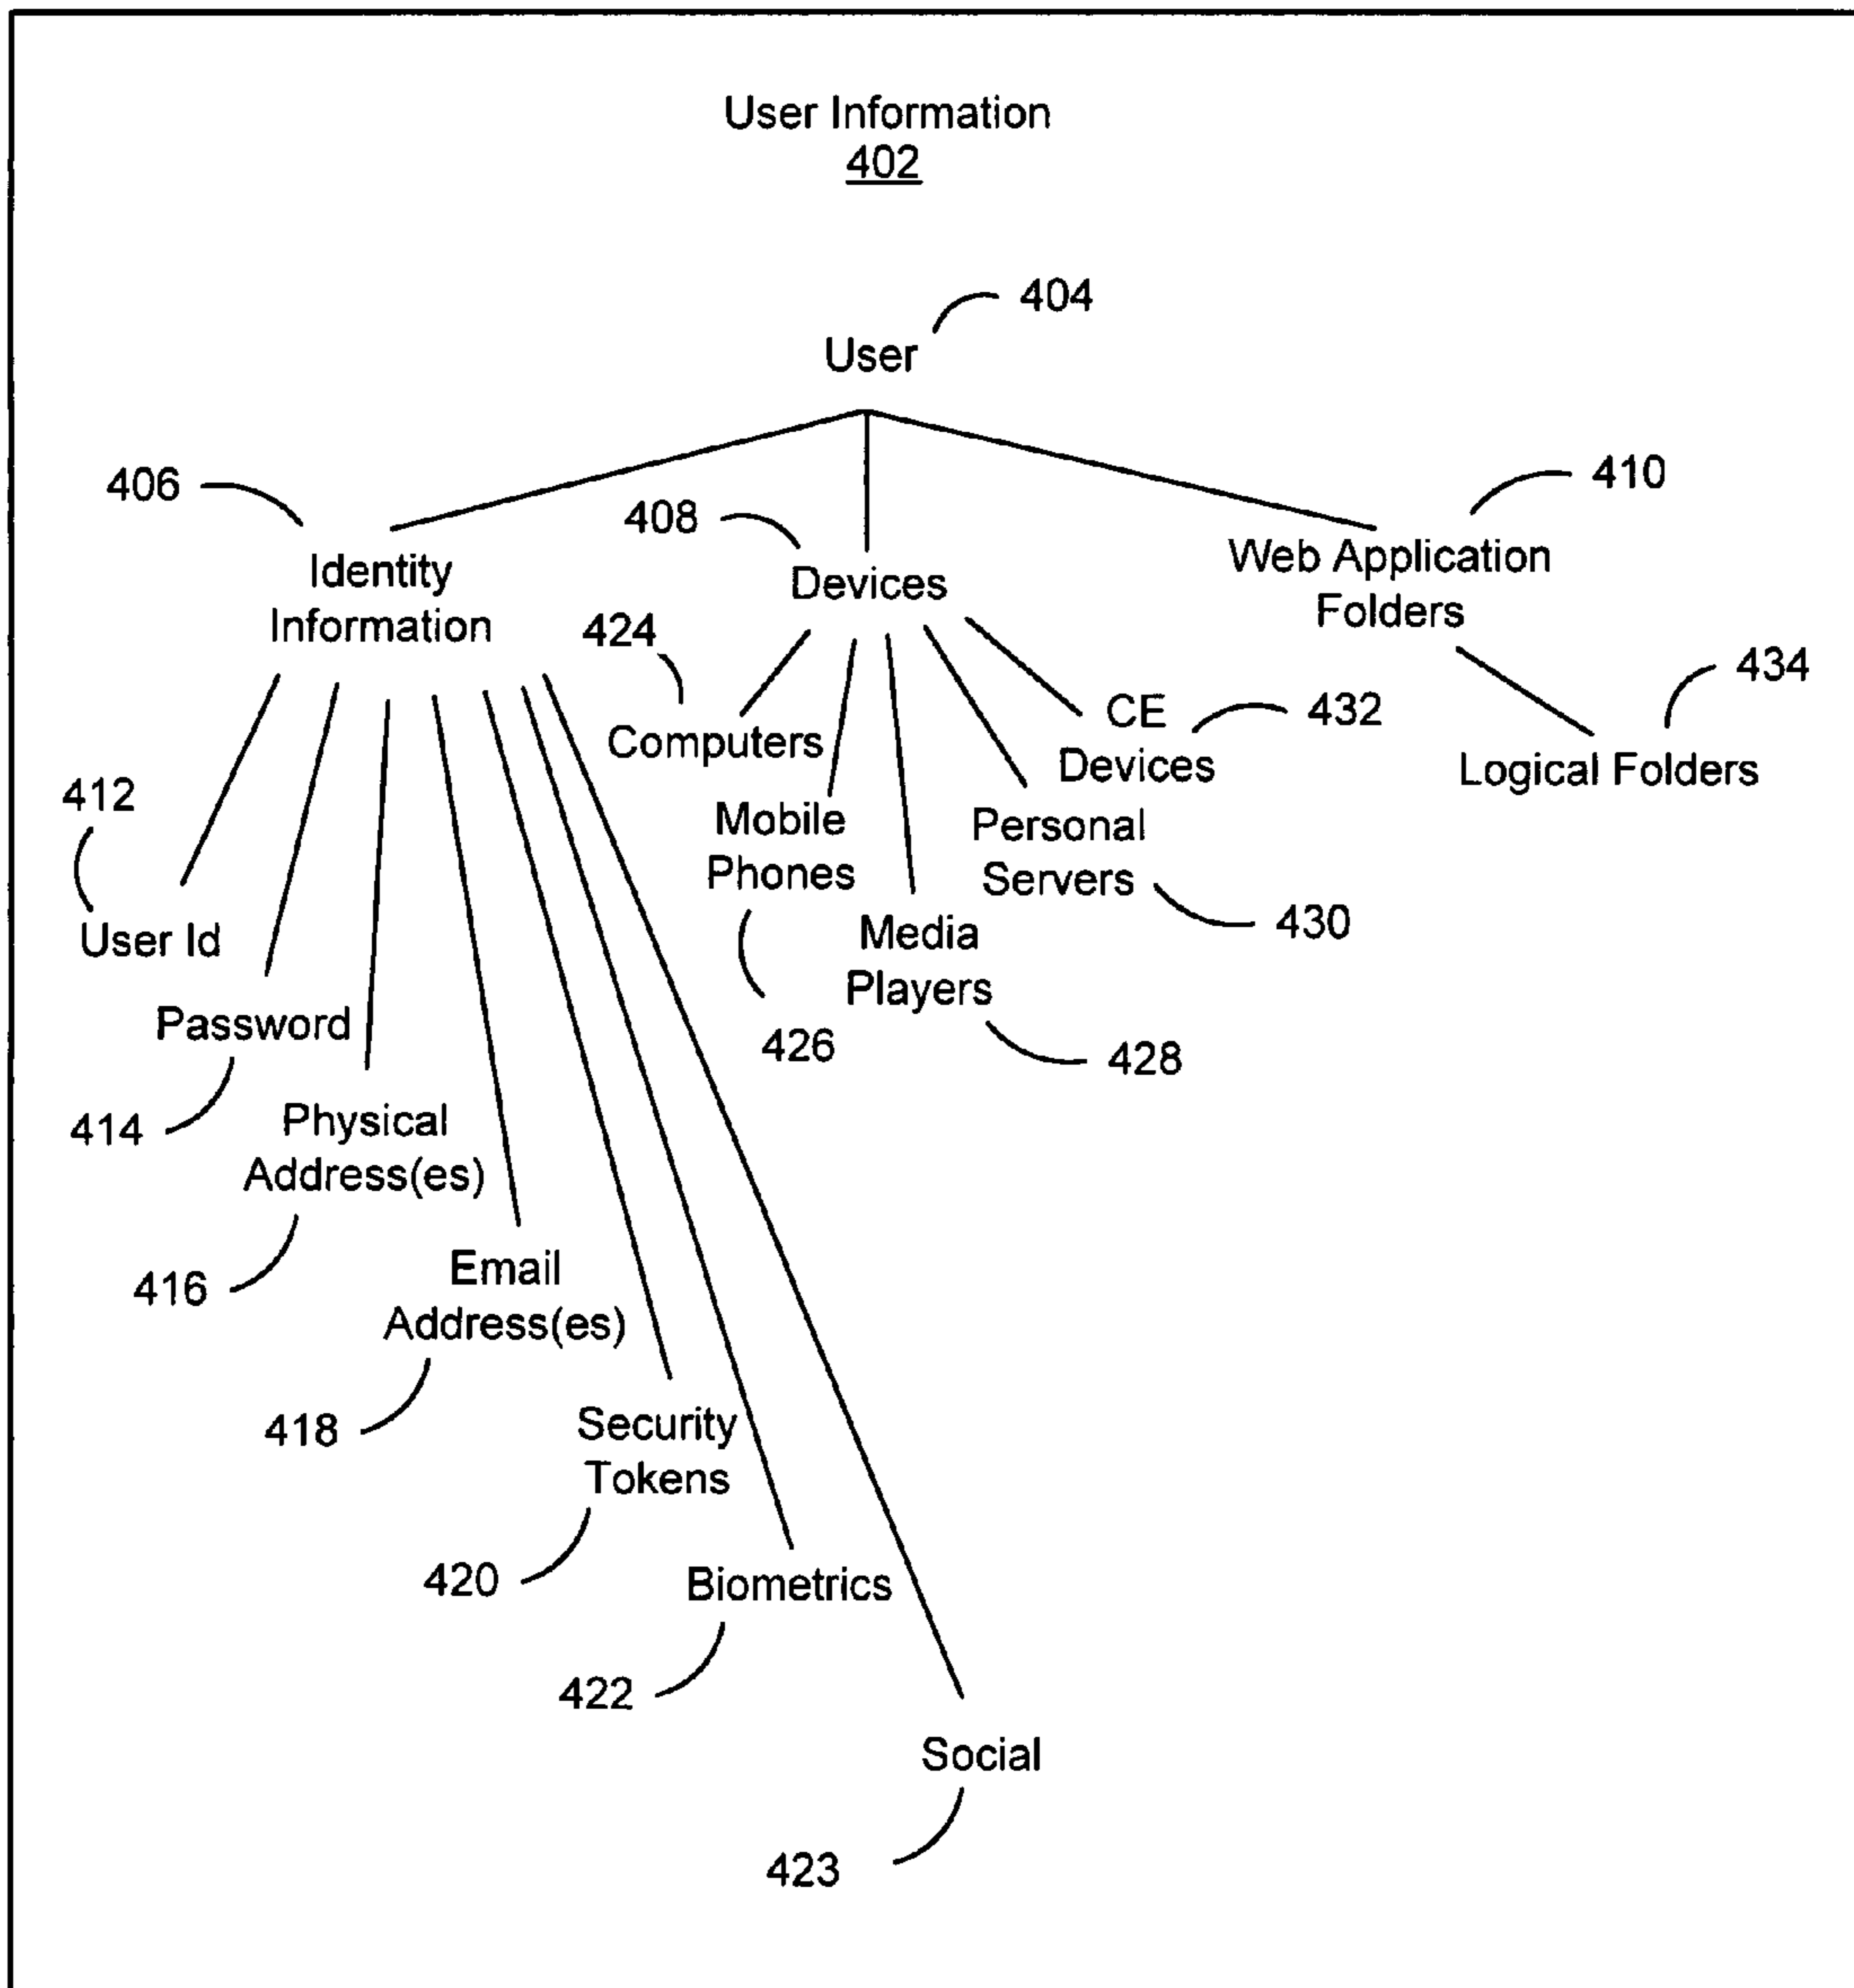 User Information
402
404
User
406
408
410
Identity
Information
Devices
Web Application
Folders
424
Computers
CE
Devices
432
434
Logical Folders
412
User Id
Mobile
Phones
Personal
Servers
430
Media
Players
426
428
Password
414
Physical
Address(es)
416
Email
Address(es)
418
Security
Tokens
420
Biometrics
422
Social
423